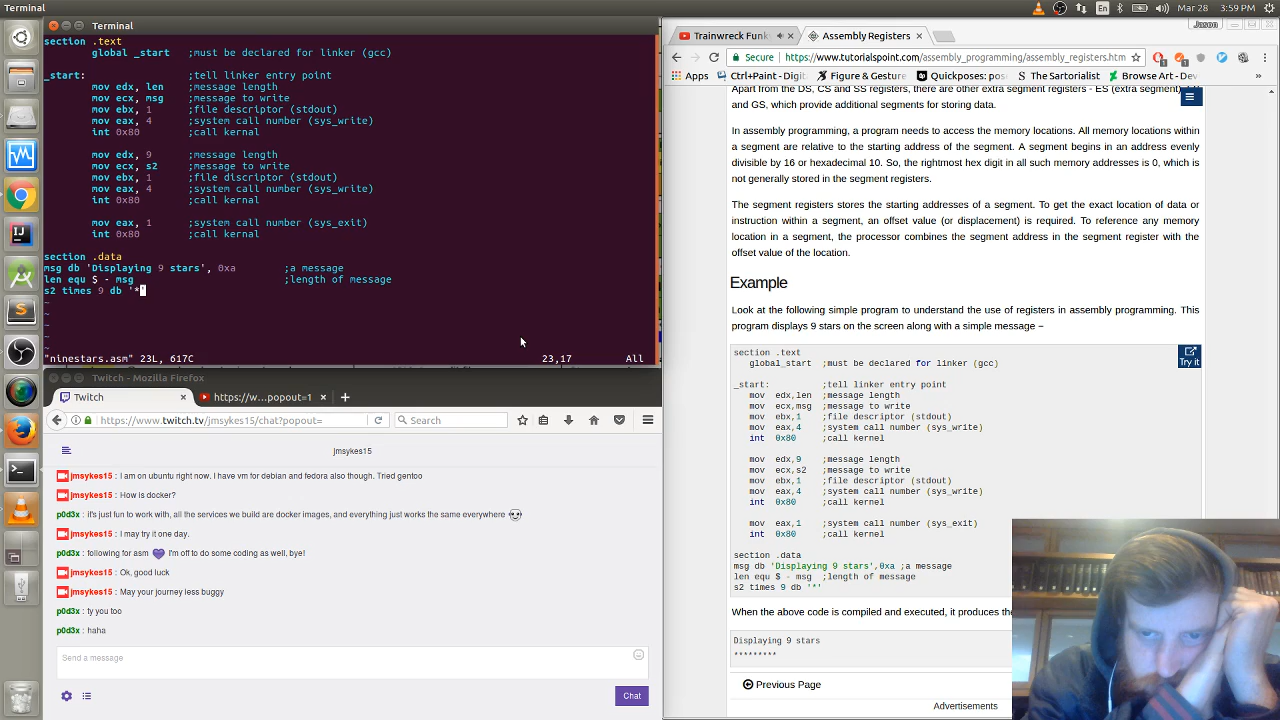 Terminal
En
Mar 28
3:59 PM
Terminal
section .text
global _start ;must be declared for linker (gcc)
_start: ;tell linker entry point
mov edx, len ;message length
mov ecx, msg ;message to write
mov ebx, 1 ;file descriptor (stdout)
mov eax, 4 ;system call number (sys_write)
int 0x80 ;call kernal
mov edx, 9 ;message length
mov ecx, s2 ;message to write
mov ebx, 1 ;file discriptor (stdout)
mov eax, 4 ;system call number (sys_write)
int 0x80 ;call kernal
mov eax, 1 ;system call number (sys_exit)
int 0x80 ;call kernal
section .data
msg db 'Displaying 9 stars', 0xa ;a message
len equ $ - msg ;length of message
s2 times 9 db '*'
~
~
~
~
"ninestars.asm" 23L, 617C 23,17 All
Twitch - Mozilla Firefox
Twitch
https://w...popout=1
https://www.twitch.tv/jmsykes15/chat?popout=
Search
jmsykes15
jmsykes15 : I am on ubuntu right now. I have vm for debian and fedora also though. Tried gentoo
jmsykes15 : How is docker?
p0d3x : it's just fun to work with, all the services we build are docker images, and everything just works the same everywhere
jmsykes15 : I may try it one day.
p0d3x : following for asm I'm off to do some coding as well, bye!
jmsykes15 : Ok, good luck
jmsykes15 : May your journey less buggy
p0d3x : ty you too
p0d3x : haha
Send a message
Chat
Jason
Trainwreck Funk
Assembly Registers
Secure https://www.tutorialspoint.com/assembly_programming/assembly_registers.htm
Apps
Ctrl+Paint - Digit
Figure & Gesture
Quickposes: pos
The Sartorialist
Browse Art - Dev
Apart from the DS, CS and SS registers, there are other extra segment registers - ES (extra segment),
and GS, which provide additional segments for storing data.
In assembly programming, a program needs to access the memory locations. All memory locations within
a segment are relative to the starting address of the segment. A segment begins in an address evenly
divisible by 16 or hexadecimal 10. So, the rightmost hex digit in all such memory addresses is 0, which is
not generally stored in the segment registers.
The segment registers stores the starting addresses of a segment. To get the exact location of data or
instruction within a segment, an offset value (or displacement) is required. To reference any memory
location in a segment, the processor combines the segment address in the segment register with the
offset value of the location.
Example
Look at the following simple program to understand the use of registers in assembly programming. This
program displays 9 stars on the screen along with a simple message −
Try it
section .text
global_start ;must be declared for linker (gcc)
_start: ;tell linker entry point
mov edx,len ;message length
mov ecx,msg ;message to write
mov ebx,1 ;file descriptor (stdout)
mov eax,4 ;system call number (sys_write)
int 0x80 ;call kernel
mov edx,9 ;message length
mov ecx,s2 ;message to write
mov ebx,1 ;file descriptor (stdout)
mov eax,4 ;system call number (sys_write)
int 0x80 ;call kernel
mov eax,1 ;system call number (sys_exit)
int 0x80 ;call kernel
section .data
msg db 'Displaying 9 stars',0xa ;a message
len equ $ - msg ;length of message
s2 times 9 db '*'
When the above code is compiled and executed, it produces the
Displaying 9 stars
*********
Previous Page
Advertisements